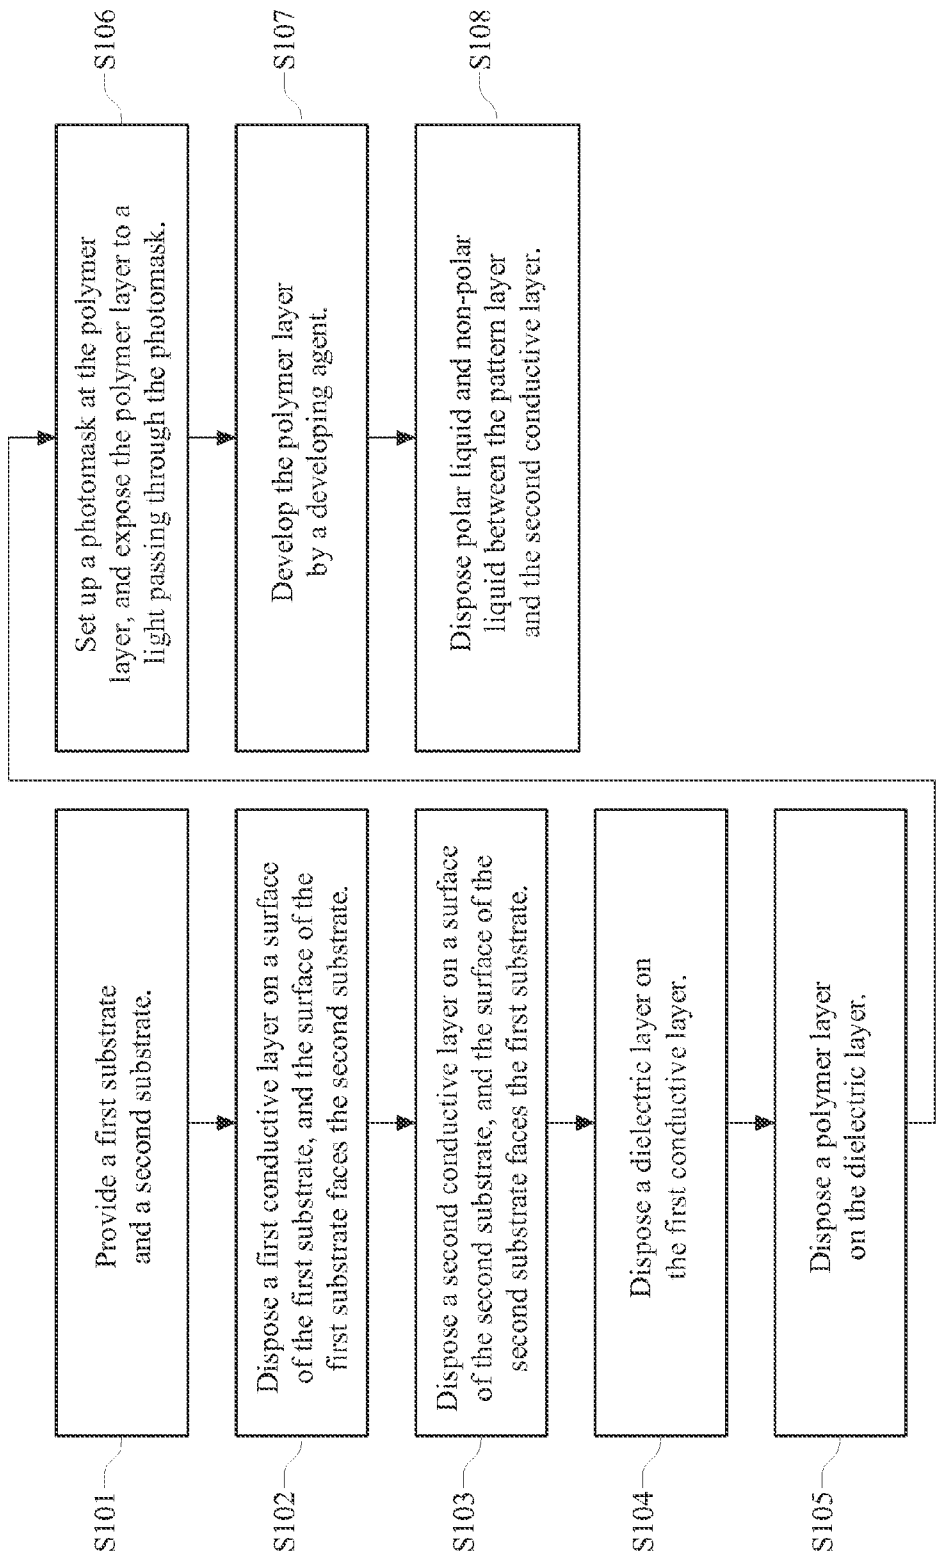 S101
Provide a first substrate
and a second substrate.
S102
Dispose a first conductive layer on a surface
of the first substrate, and the surface of the
first substrate faces the second substrate.
S103
Dispose a second conductive layer on a surface
of the second substrate, and the surface of the
second substrate faces the first substrate.
S104
Dispose a dielectric layer on
the first conductive layer.
S105
Dispose a polymer layer
on the dielectric layer.
S106
Set up a photomask at the polymer
layer, and expose the polymer layer to a
light passing through the photomask.
S107
Develop the polymer layer
by a developing agent.
S108
Dispose polar liquid and non-polar
liquid between the pattern layer
and the second conductive layer.